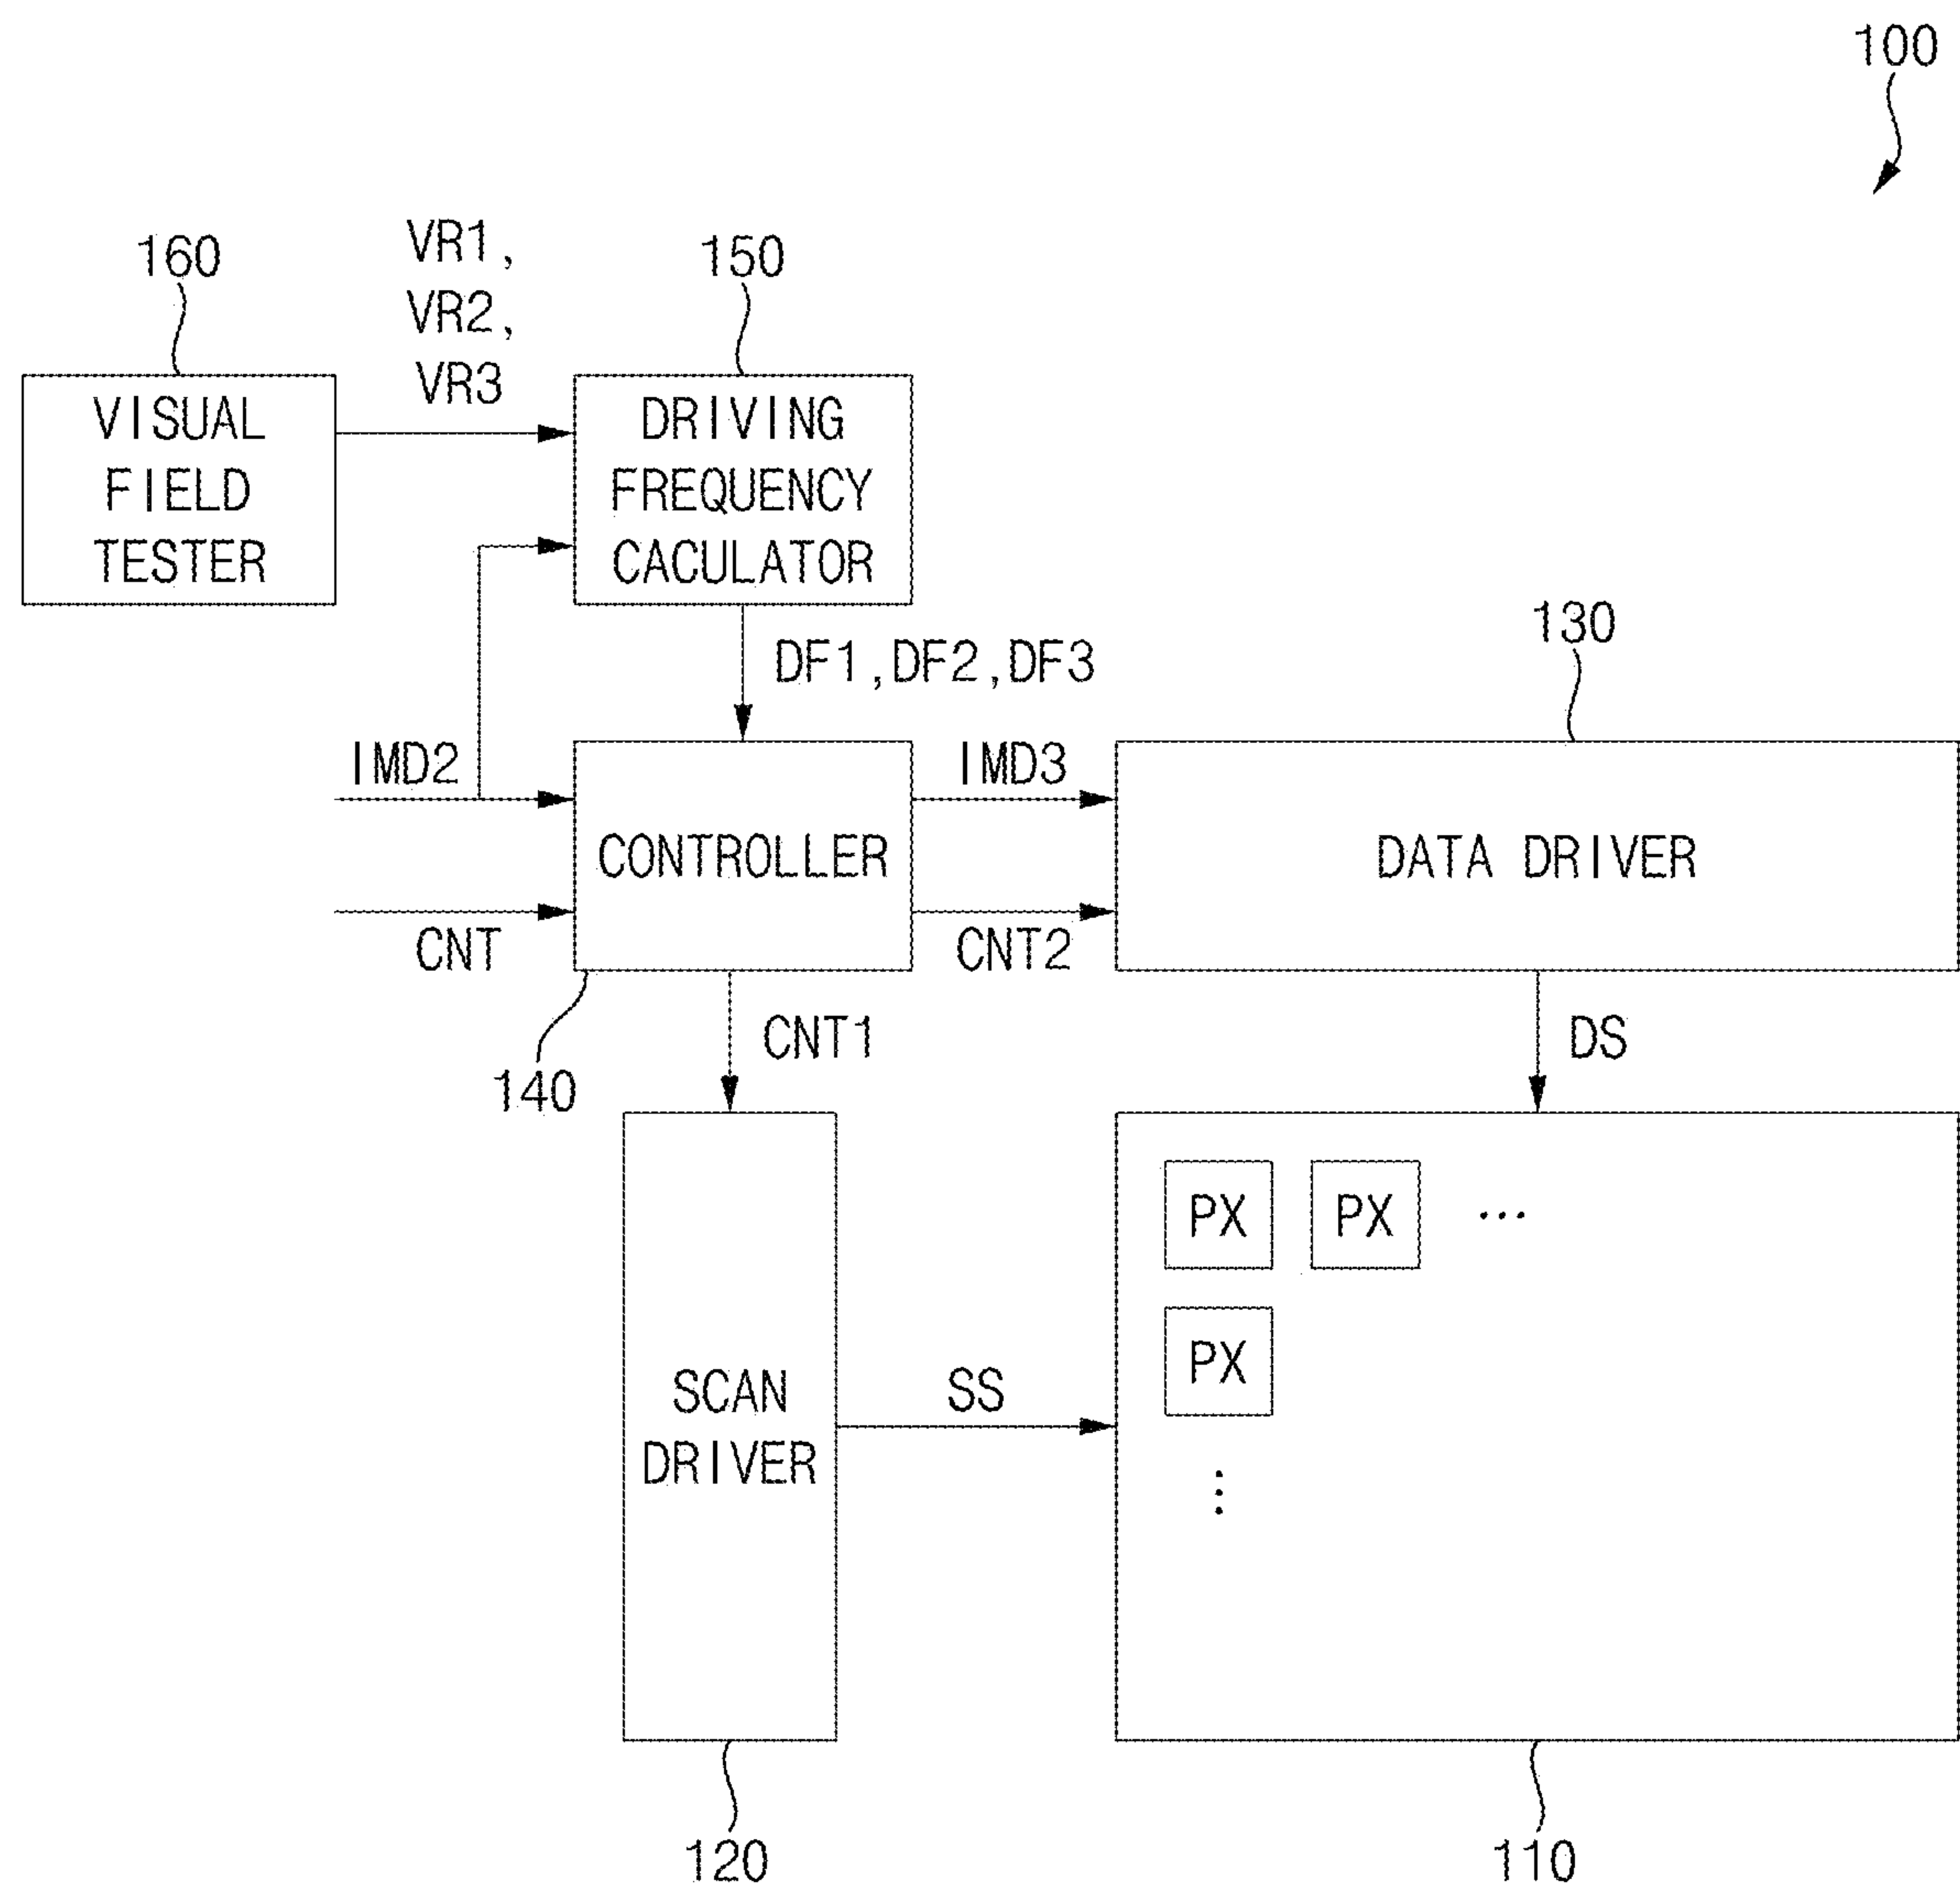 100
160
VR1,
VR2,
VR3
150
VISUAL
FIELD
TESTER
DRIVING
FREQUENCY
CACULATOR
DF1,DF2,DF3
130
IMD2
IMD3
CONTROLLER
DATA DRIVER
CNT
CNT2
140
CNT1
DS
PX PX ...
PX
SCAN
DRIVER
SS
120
110